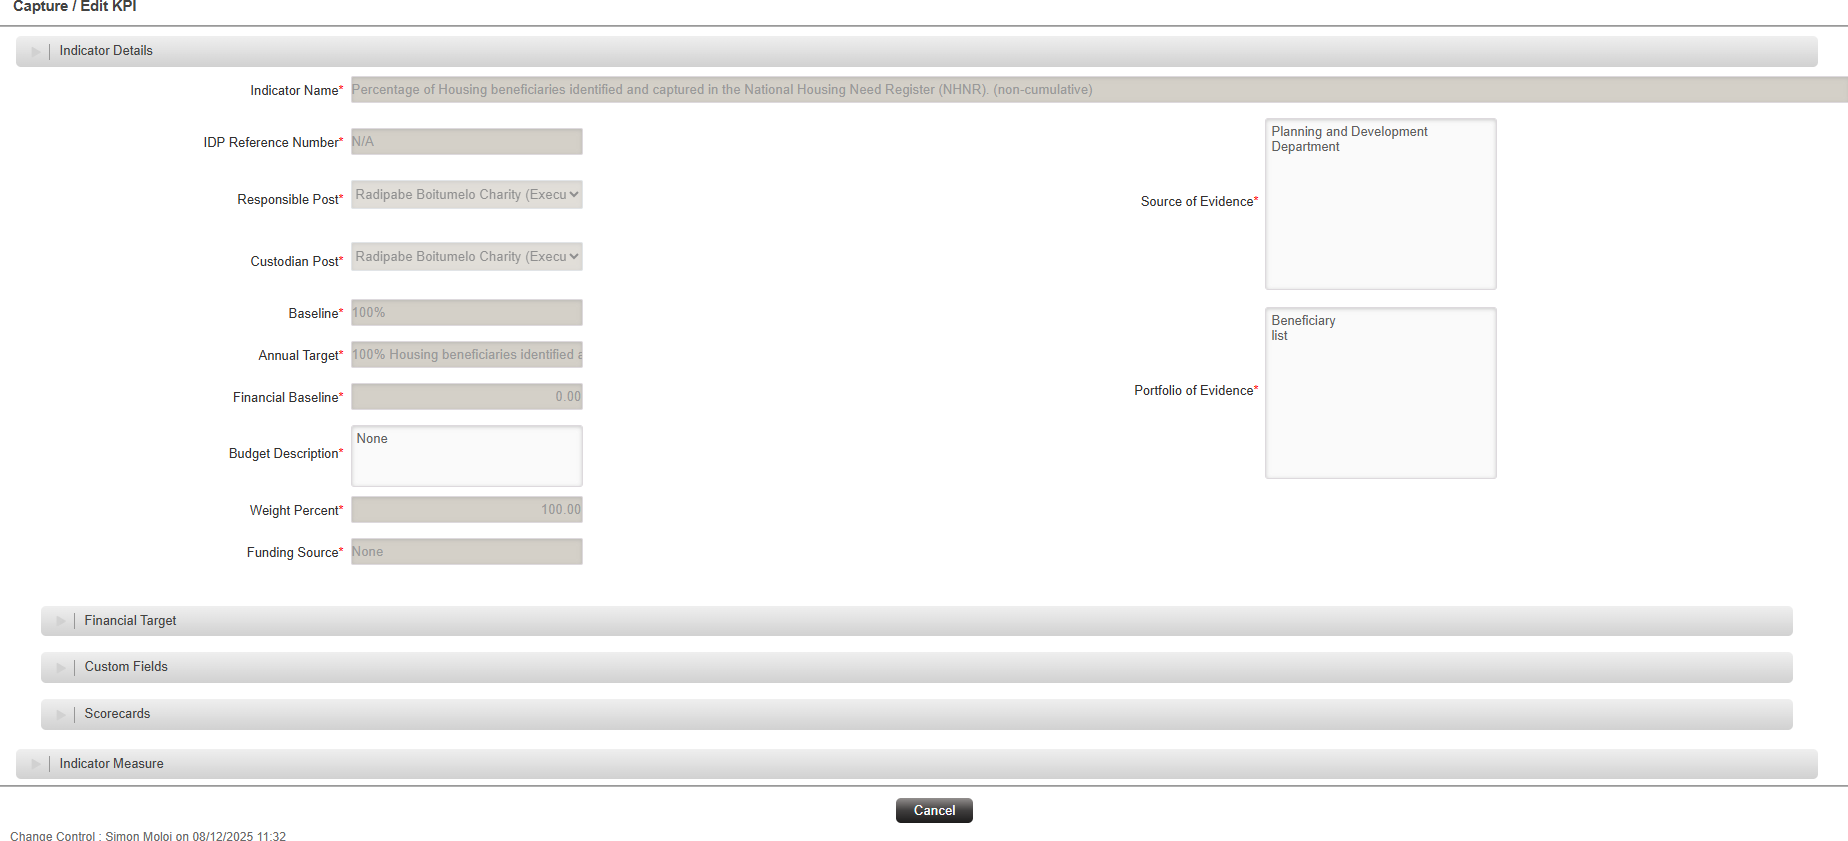 Capture / Edit KPI
Indicator Details
Indicator Name* Percentage of Housing beneficiaries identified and captured in the National Housing Need Register (NHNR). (non-cumulative)
IDP Reference Number* N/A
Responsible Post* Radipabe Boitumelo Charity (Execu
Custodian Post* Radipabe Boitumelo Charity (Execu
Baseline* 100%
Annual Target* 100% Housing beneficiaries identified a
Financial Baseline* 0.00
Budget Description* None
Weight Percent* 100.00
Funding Source* None
Source of Evidence* Planning and Development
Department
Portfolio of Evidence* Beneficiary
list
Financial Target
Custom Fields
Scorecards
Indicator Measure
Cancel
Change Control : Simon Moloi on 08/12/2025 11:32